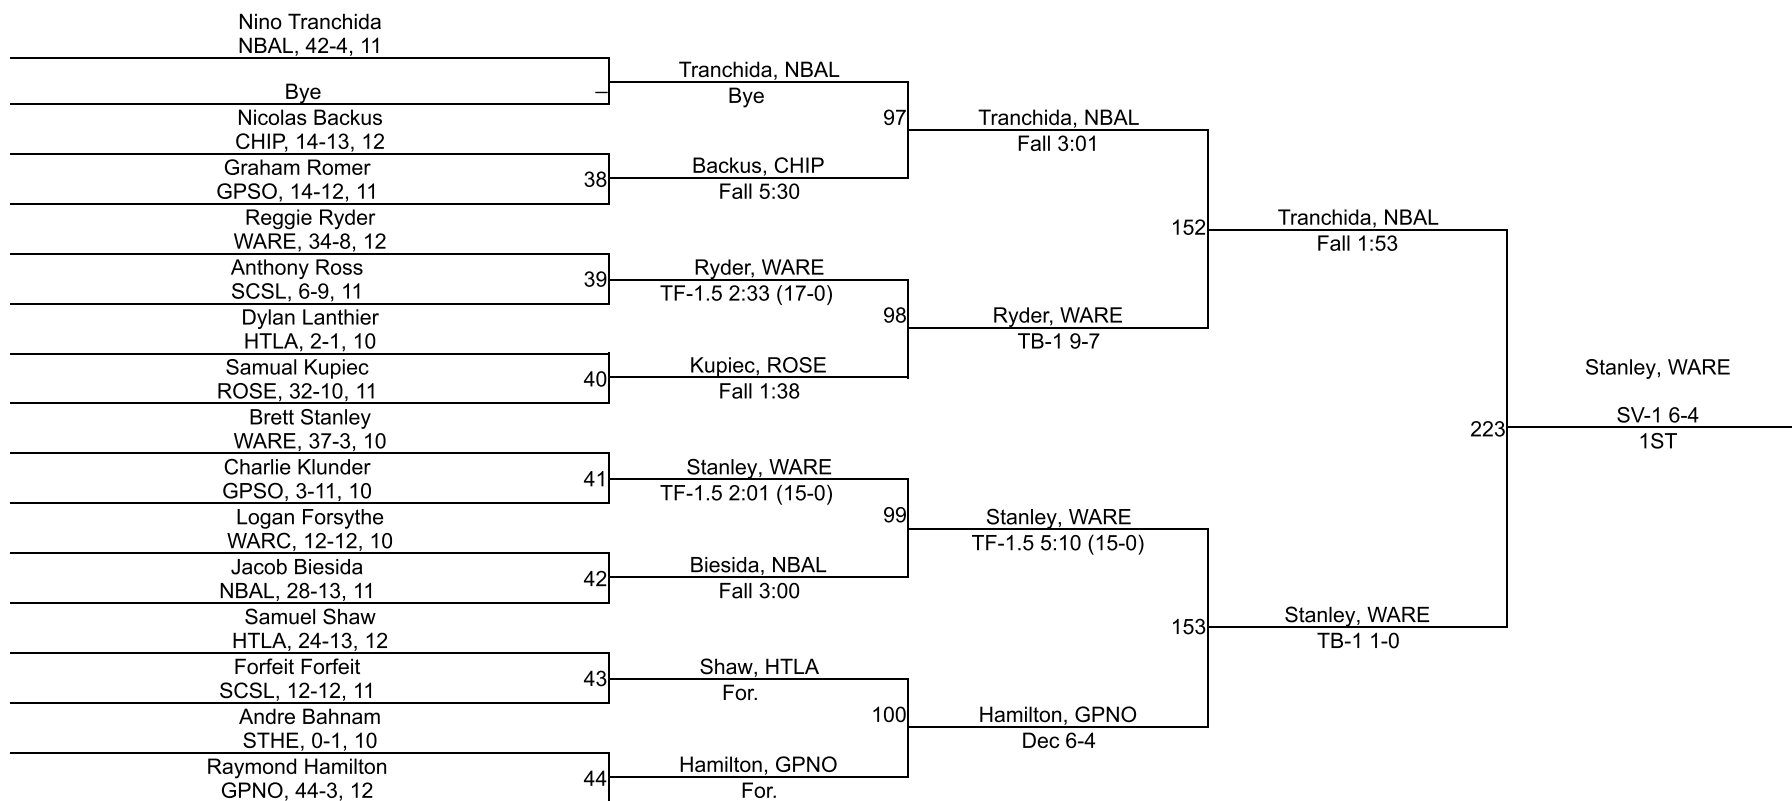 Nino Tranchida
NBAL, 42-4, 11
Bye
Nicolas Backus
CHIP, 14-13, 12
Graham Romer
GPSO, 14-12, 11
38
Reggie Ryder
WARE, 34-8, 12
Anthony Ross
SCSL, 6-9, 11
39
Dylan Lanthier
HTLA, 2-1, 10
Samual Kupiec
ROSE, 32-10, 11
40
Brett Stanley
WARE, 37-3, 10
Charlie Klunder
GPSO, 3-11, 10
41
Logan Forsythe
WARC, 12-12, 10
Jacob Biesida
NBAL, 28-13, 11
42
Samuel Shaw
HTLA, 24-13, 12
Forfeit Forfeit
SCSL, 12-12, 11
43
Andre Bahnam
STHE, 0-1, 10
Raymond Hamilton
GPNO, 44-3, 12
44
Tranchida, NBAL
Bye
97
Backus, CHIP
Fall 5:30
Ryder, WARE
TF-1.5 2:33 (17-0)
98
Kupiec, ROSE
Fall 1:38
Stanley, WARE
TF-1.5 2:01 (15-0)
99
Biesida, NBAL
Fall 3:00
Shaw, HTLA
For.
100
Hamilton, GPNO
For.
Tranchida, NBAL
Fall 3:01
152
Ryder, WARE
TB-1 9-7
Stanley, WARE
TF-1.5 5:10 (15-0)
153
Hamilton, GPNO
Dec 6-4
Tranchida, NBAL
Fall 1:53
223
Stanley, WARE
TB-1 1-0
Stanley, WARE
SV-1 6-4
1ST